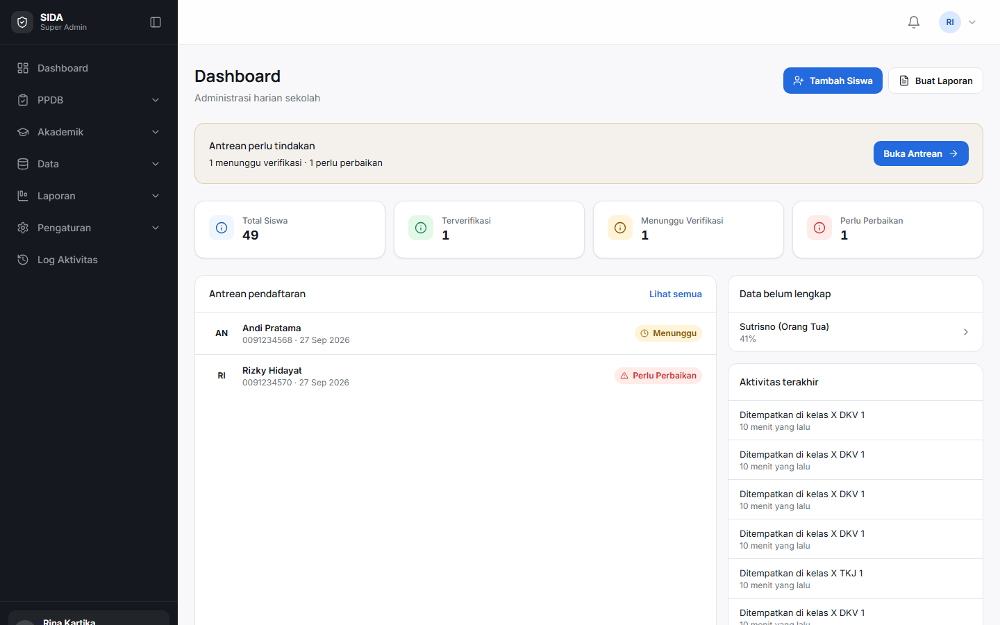 SIDA
Super Admin
Dashboard
PPDB
Akademik
Data
Laporan
Pengaturan
Log Aktivitas
Rina Kartika
RI
Dashboard
Administrasi harian sekolah
Tambah Siswa
Buat Laporan
Antrean perlu tindakan
1 menunggu verifikasi · 1 perlu perbaikan
Buka Antrean
Total Siswa
49
Terverifikasi
1
Menunggu Verifikasi
1
Perlu Perbaikan
1
Antrean pendaftaran
Lihat semua
AN
Andi Pratama
0091234568 · 27 Sep 2026
Menunggu
RI
Rizky Hidayat
0091234570 · 27 Sep 2026
Perlu Perbaikan
Data belum lengkap
Sutrisno (Orang Tua)
41%
Aktivitas terakhir
Ditempatkan di kelas X DKV 1
10 menit yang lalu
Ditempatkan di kelas X DKV 1
10 menit yang lalu
Ditempatkan di kelas X DKV 1
10 menit yang lalu
Ditempatkan di kelas X DKV 1
10 menit yang lalu
Ditempatkan di kelas X TKJ 1
10 menit yang lalu
Ditempatkan di kelas X DKV 1
10 menit yang lalu